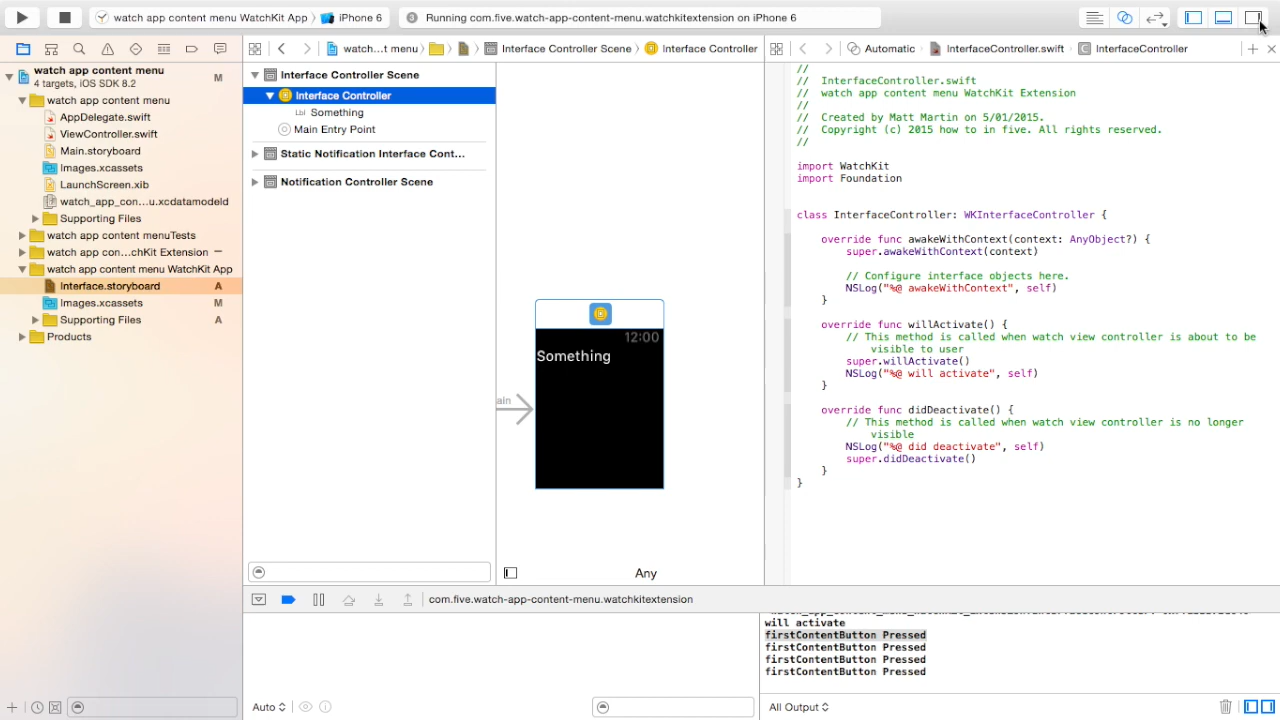 watch app content menu WatchKit App
iPhone 6
3
Running com.five.watch-app-content-menu.watchkitextension on iPhone 6
watch...t menu
Interface Controller Scene
Interface Controller
Automatic
InterfaceController.swift
InterfaceController
watch app content menu
M
4 targets, iOS SDK 8.2
watch app content menu
AppDelegate.swift
ViewController.swift
Main.storyboard
Images.xcassets
LaunchScreen.xib
watch_app_con...u.xcdatamodeld
Supporting Files
watch app content menuTests
watch app con...chKit Extension
watch app content menu WatchKit App
Interface.storyboard
A
Images.xcassets
M
Supporting Files
A
Products
Interface Controller Scene
Interface Controller
Lbl
Something
Main Entry Point
Static Notification Interface Cont...
Notification Controller Scene
12:00
Something
ain
Any
//
// InterfaceController.swift
// watch app content menu WatchKit Extension
//
// Created by Matt Martin on 5/01/2015.
// Copyright (c) 2015 how to in five. All rights reserved.
//
import WatchKit
import Foundation
class InterfaceController: WKInterfaceController {
override func awakeWithContext(context: AnyObject?) {
super.awakeWithContext(context)
// Configure interface objects here.
NSLog("%@ awakeWithContext", self)
}
override func willActivate() {
// This method is called when watch view controller is about to be
visible to user
super.willActivate()
NSLog("%@ will activate", self)
}
override func didDeactivate() {
// This method is called when watch view controller is no longer
visible
NSLog("%@ did deactivate", self)
super.didDeactivate()
}
}
com.five.watch-app-content-menu.watchkitextension
will activate
firstContentButton Pressed
firstContentButton Pressed
firstContentButton Pressed
firstContentButton Pressed
Auto
All Output